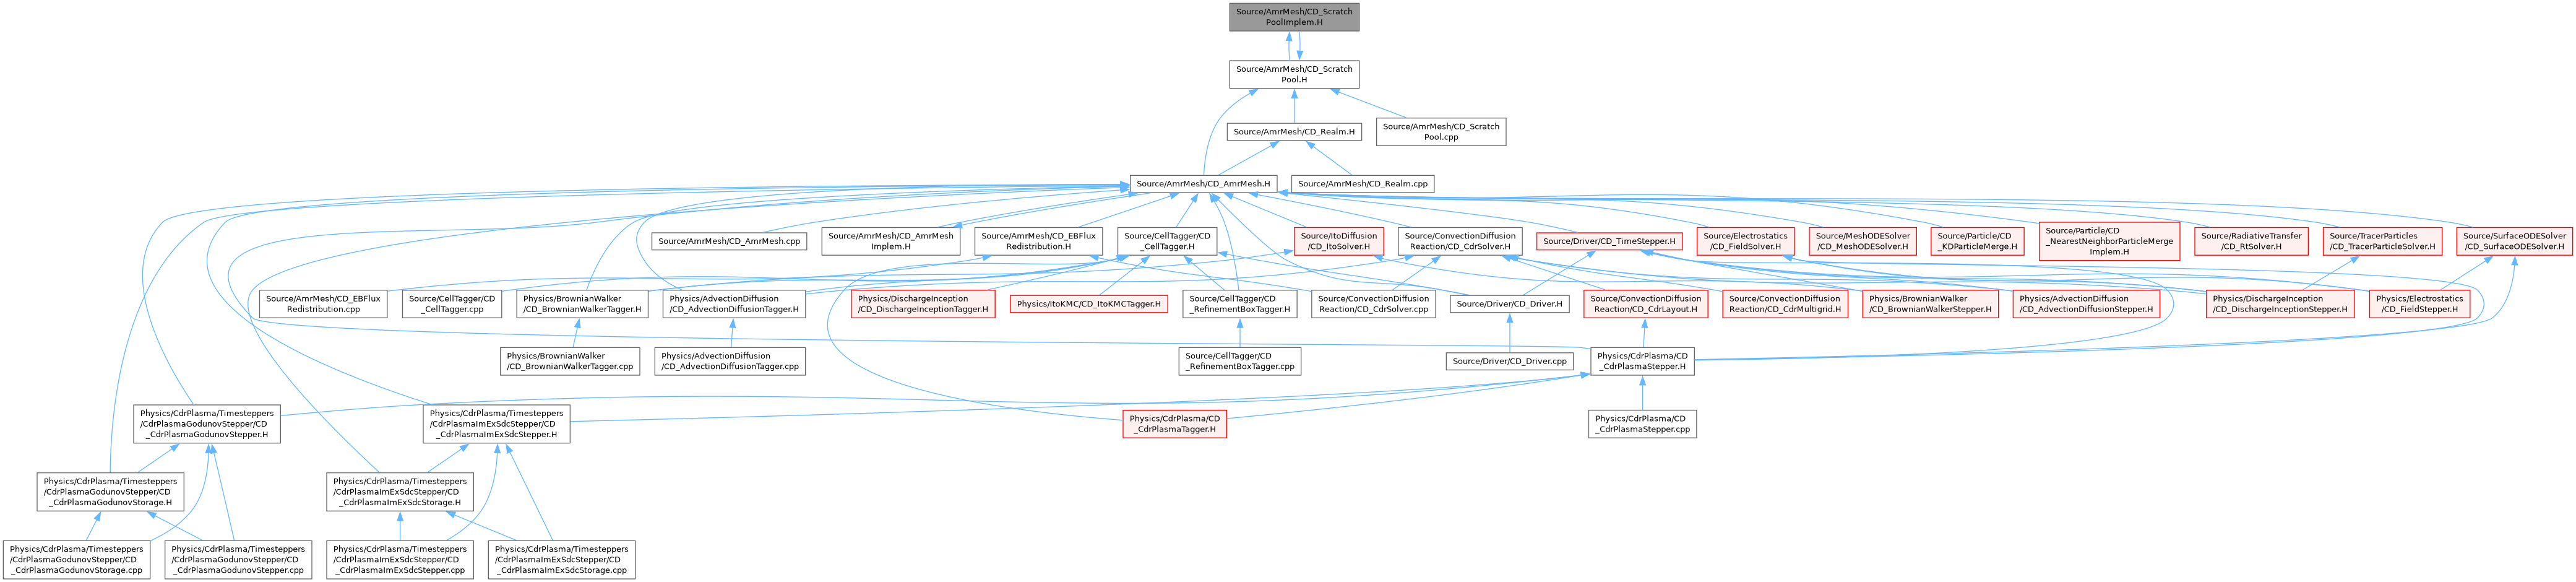 Source/AmrMesh/CD_Scratch
PoolImplem.H
Source/AmrMesh/CD_Scratch
Pool.H
Source/AmrMesh/CD_Realm.H
Source/AmrMesh/CD_Scratch
Pool.cpp
Source/AmrMesh/CD_AmrMesh.H
Source/AmrMesh/CD_Realm.cpp
Source/AmrMesh/CD_AmrMesh.cpp
Source/AmrMesh/CD_AmrMesh
Implem.H
Source/AmrMesh/CD_EBFlux
Redistribution.H
Source/CellTagger/CD
_CellTagger.H
Source/ItoDiffusion
/CD_ItoSolver.H
Source/ConvectionDiffusion
Reaction/CD_CdrSolver.H
Source/Driver/CD_TimeStepper.H
Source/Electrostatics
/CD_FieldSolver.H
Source/MeshODESolver
/CD_MeshODESolver.H
Source/Particle/CD
_KDParticleMerge.H
Source/Particle/CD
_NearestNeighborParticleMerge
Implem.H
Source/RadiativeTransfer
/CD_RtSolver.H
Source/TracerParticles
/CD_TracerParticleSolver.H
Source/SurfaceODESolver
/CD_SurfaceODESolver.H
Source/AmrMesh/CD_EBFlux
Redistribution.cpp
Source/CellTagger/CD
_CellTagger.cpp
Physics/BrownianWalker
/CD_BrownianWalkerTagger.H
Physics/AdvectionDiffusion
/CD_AdvectionDiffusionTagger.H
Physics/DischargeInception
/CD_DischargeInceptionTagger.H
Physics/ItoKMC/CD_ItoKMCTagger.H
Source/CellTagger/CD
_RefinementBoxTagger.H
Source/ConvectionDiffusion
Reaction/CD_CdrSolver.cpp
Source/Driver/CD_Driver.H
Source/ConvectionDiffusion
Reaction/CD_CdrLayout.H
Source/ConvectionDiffusion
Reaction/CD_CdrMultigrid.H
Physics/BrownianWalker
/CD_BrownianWalkerStepper.H
Physics/AdvectionDiffusion
/CD_AdvectionDiffusionStepper.H
Physics/DischargeInception
/CD_DischargeInceptionStepper.H
Physics/Electrostatics
/CD_FieldStepper.H
Physics/BrownianWalker
/CD_BrownianWalkerTagger.cpp
Physics/AdvectionDiffusion
/CD_AdvectionDiffusionTagger.cpp
Source/CellTagger/CD
_RefinementBoxTagger.cpp
Source/Driver/CD_Driver.cpp
Physics/CdrPlasma/CD
_CdrPlasmaStepper.H
Physics/CdrPlasma/Timesteppers
/CdrPlasmaGodunovStepper/CD
_CdrPlasmaGodunovStepper.H
Physics/CdrPlasma/Timesteppers
/CdrPlasmaImExSdcStepper/CD
_CdrPlasmaImExSdcStepper.H
Physics/CdrPlasma/CD
_CdrPlasmaTagger.H
Physics/CdrPlasma/CD
_CdrPlasmaStepper.cpp
Physics/CdrPlasma/Timesteppers
/CdrPlasmaGodunovStepper/CD
_CdrPlasmaGodunovStorage.H
Physics/CdrPlasma/Timesteppers
/CdrPlasmaImExSdcStepper/CD
_CdrPlasmaImExSdcStorage.H
Physics/CdrPlasma/Timesteppers
/CdrPlasmaGodunovStepper/CD
_CdrPlasmaGodunovStorage.cpp
Physics/CdrPlasma/Timesteppers
/CdrPlasmaGodunovStepper/CD
_CdrPlasmaGodunovStepper.cpp
Physics/CdrPlasma/Timesteppers
/CdrPlasmaImExSdcStepper/CD
_CdrPlasmaImExSdcStepper.cpp
Physics/CdrPlasma/Timesteppers
/CdrPlasmaImExSdcStepper/CD
_CdrPlasmaImExSdcStorage.cpp